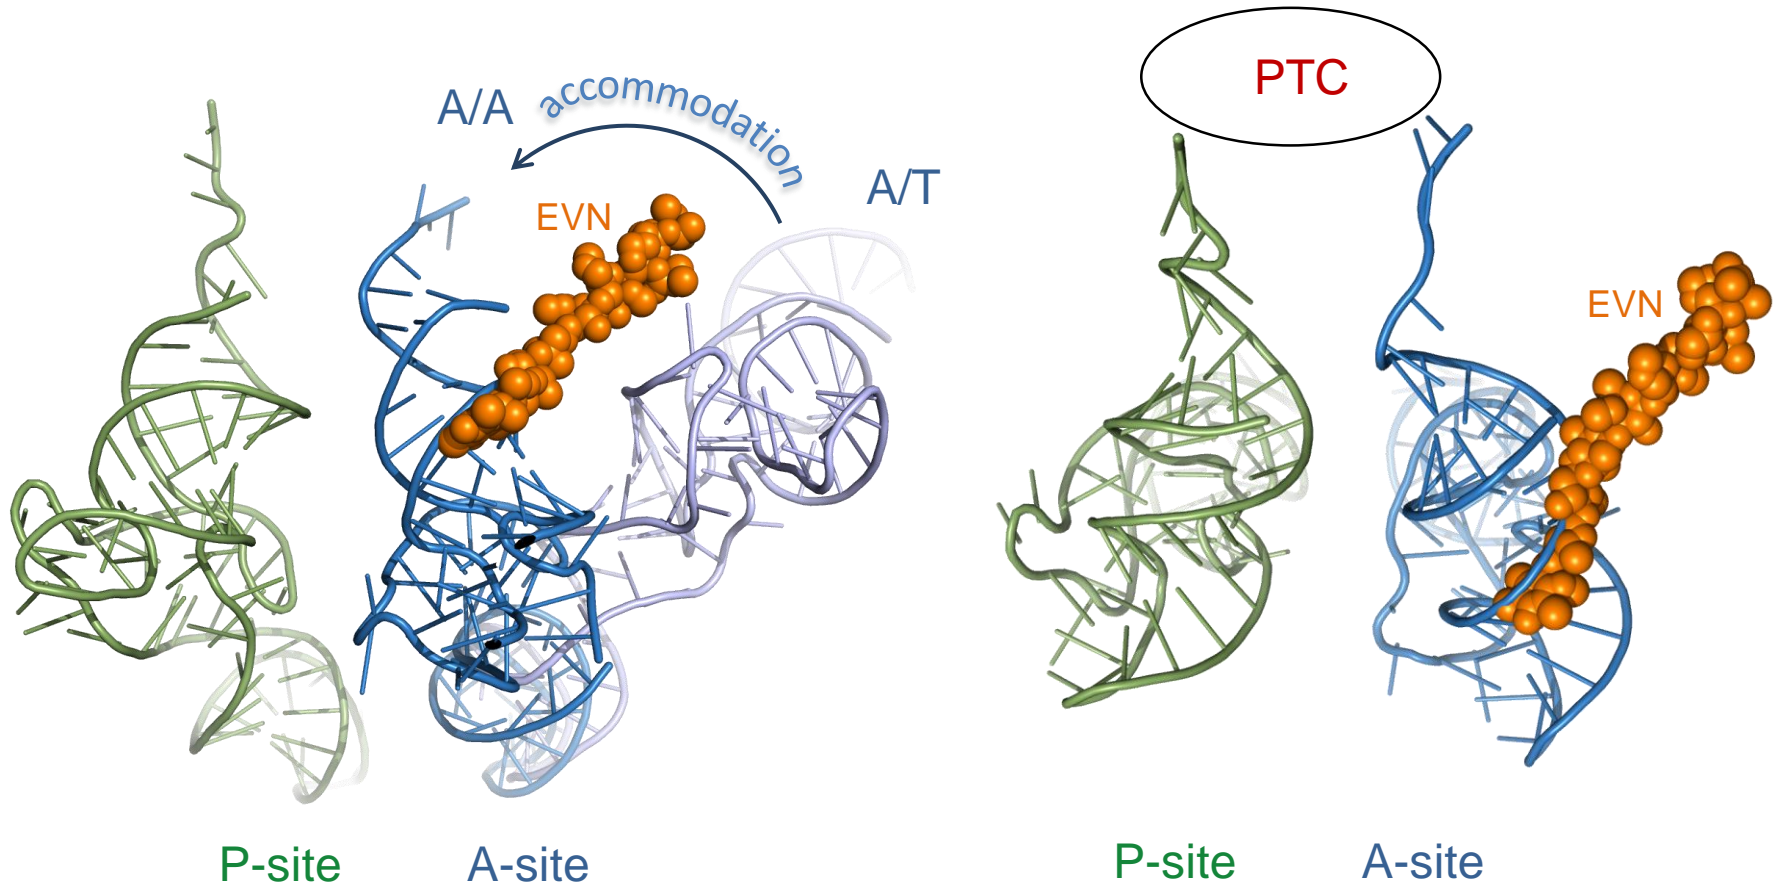 A/A
accommodation
A/T
EVN
P-site
A-site
PTC
EVN
P-site
A-site